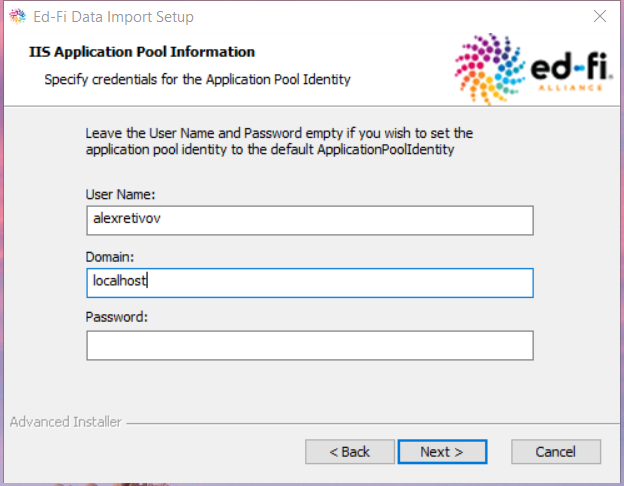 Ed-Fi Data Import Setup
IIS Application Pool Information
Specify credentials for the Application Pool Identity
ed-fi
ALLIANCE
Leave the User Name and Password empty if you wish to set the
application pool identity to the default ApplicationPoolIdentity
User Name:
alexretivov
Domain:
localhost
Password:
Advanced Installer
< Back
Next >
Cancel